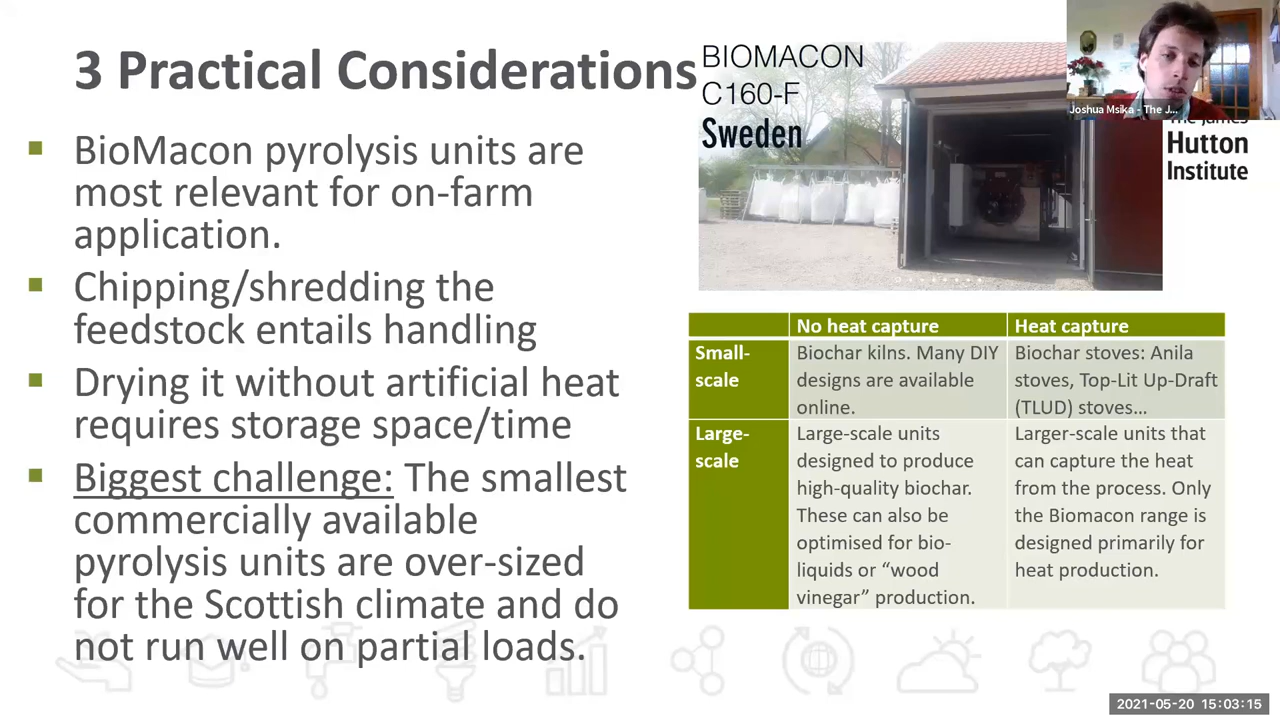 3 Practical Considerations
BioMacon pyrolysis units are
most relevant for on-farm
application.
Chipping/shredding the
feedstock entails handling
Drying it without artificial heat
requires storage space/time
Biggest challenge: The smallest
commercially available
pyrolysis units are over-sized
for the Scottish climate and do
not run well on partial loads.
BIOMACON
C160-F
Sweden
Joshua Msika - The J...
The James
Hutton
Institute
No heat capture
Heat capture
Small-
scale
Biochar kilns. Many DIY
designs are available
online.
Biochar stoves: Anila
stoves, Top-Lit Up-Draft
(TLUD) stoves...
Large-
scale
Large-scale units
designed to produce
high-quality biochar.
These can also be
optimised for bio-
liquids or “wood
vinegar” production.
Larger-scale units that
can capture the heat
from the process. Only
the Biomacon range is
designed primarily for
heat production.
2021-05-20 15:03:15